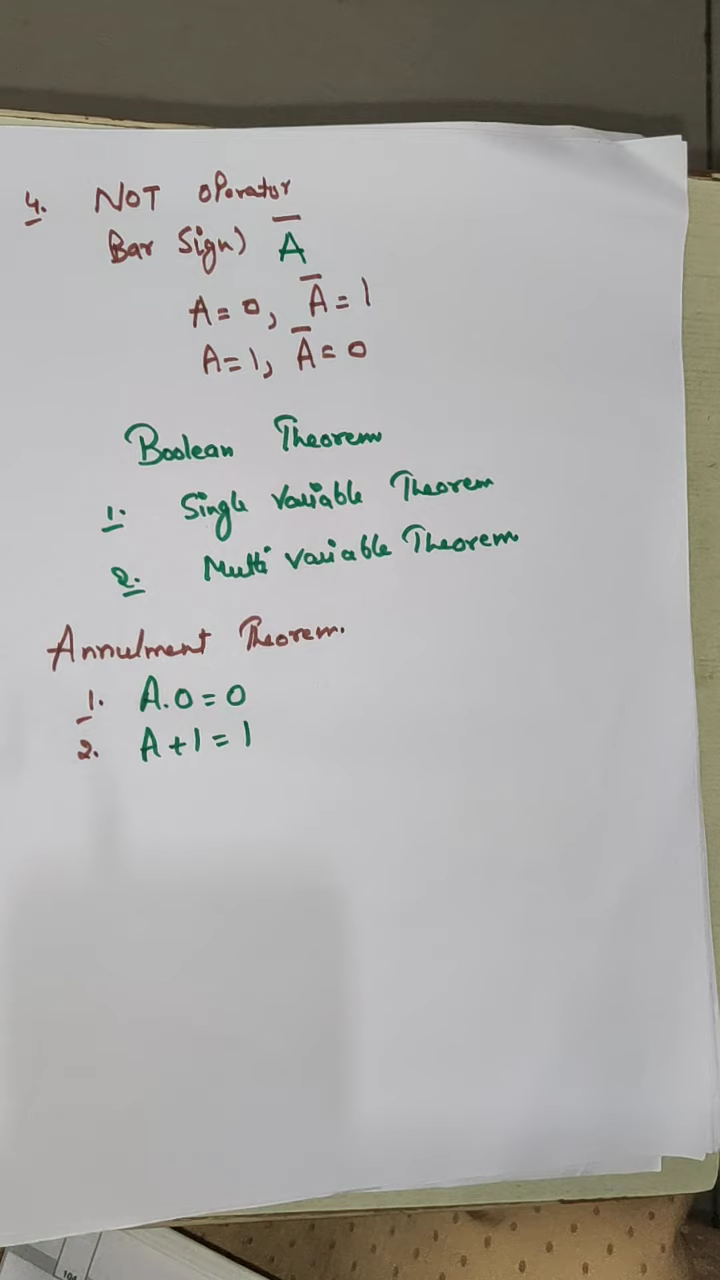 4. NOT operator
Bar Sign) A̅
A = 0, A̅ = 1
A = 1, A̅ = 0
Boolean Theorem
1. Single Variable Theorem
2. Multi Variable Theorem
Annulment Theorem.
1. A.0 = 0
2. A + 1 = 1